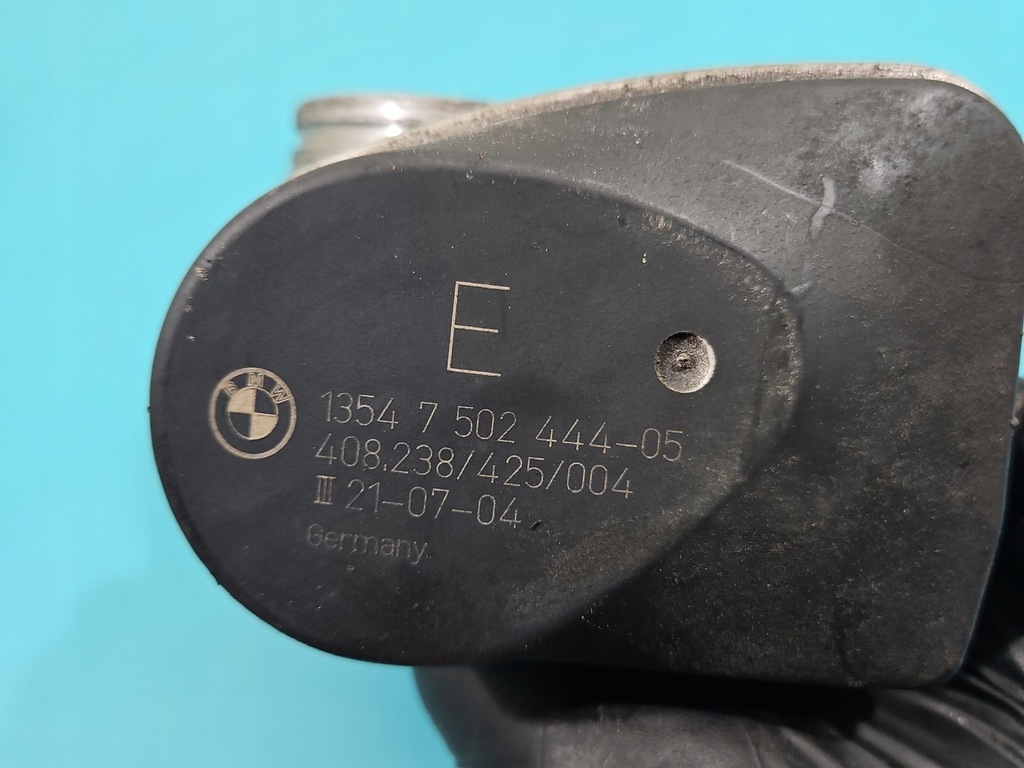 E
BMW
1354 7 502 444-05
408.238/425/004
III 21-07-04
Germany.